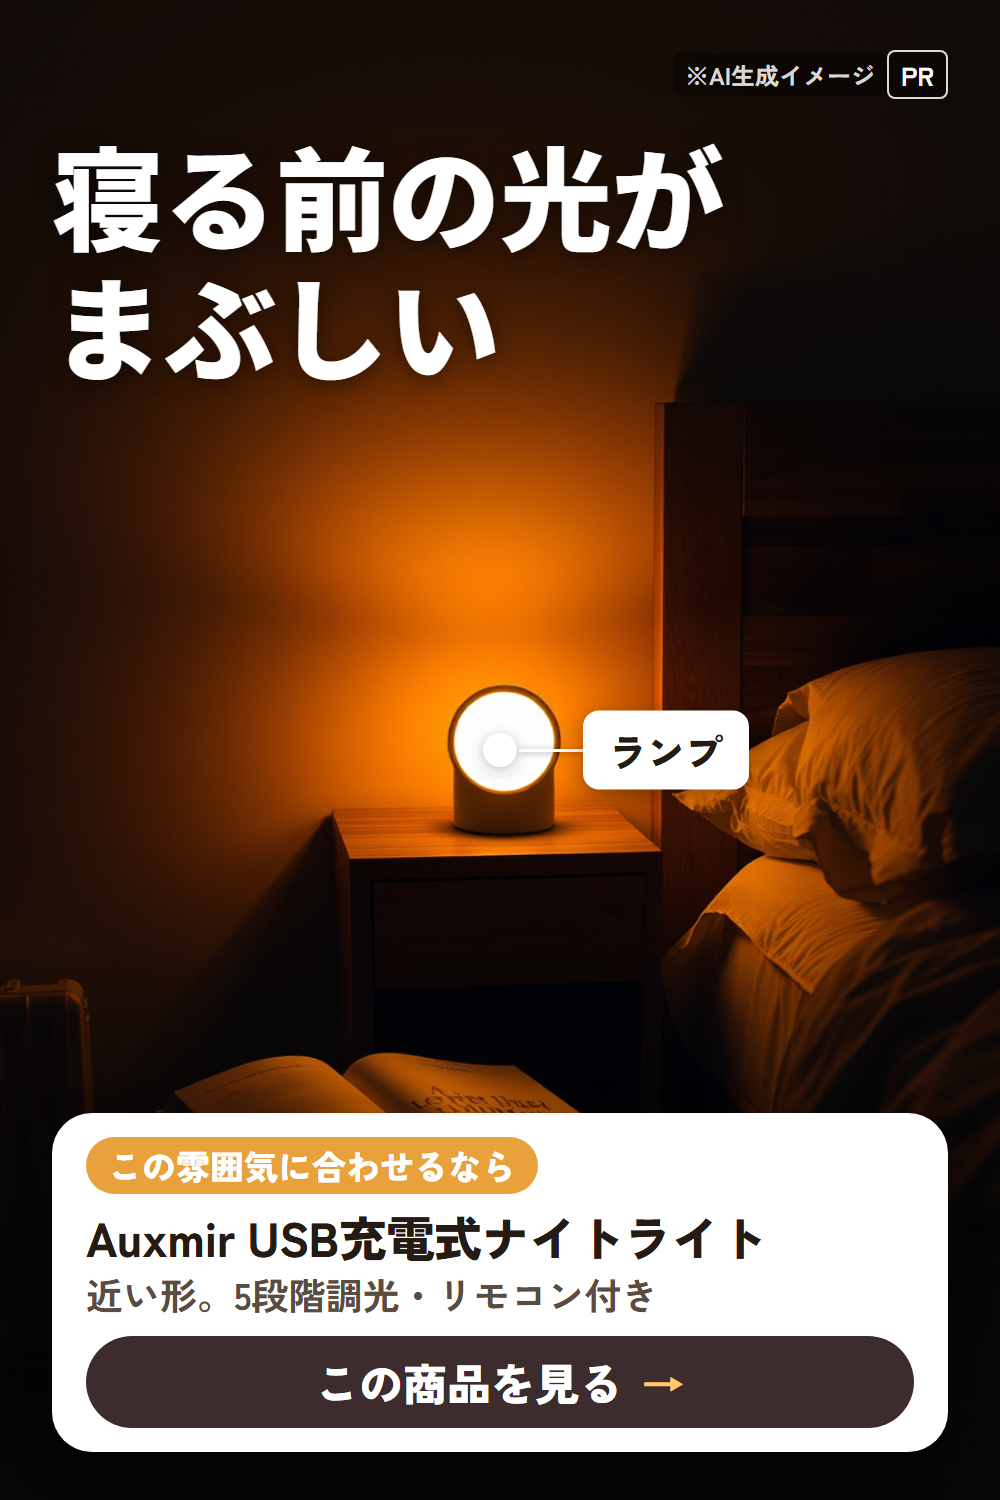 ※AI生成イメージ PR
寝る前の光が
まぶしい
ランプ
この雰囲気に合わせるなら
Auxmir USB充電式ナイトライト
近い形。5段階調光・リモコン付き
この商品を見る →